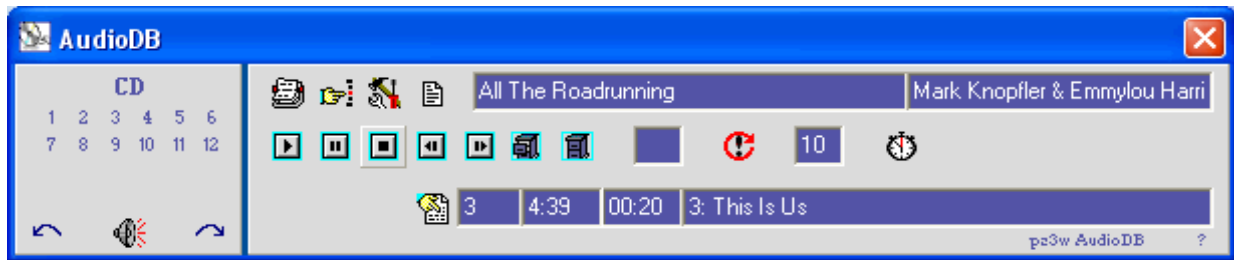 AudioDB
CD
1 2 3 4 5 6
7 8 9 10 11 12
All The Roadrunning Mark Knopfler & Emmylou Harri
10
3 4:39 00:20 3: This Is Us
pz3w AudioDB ?